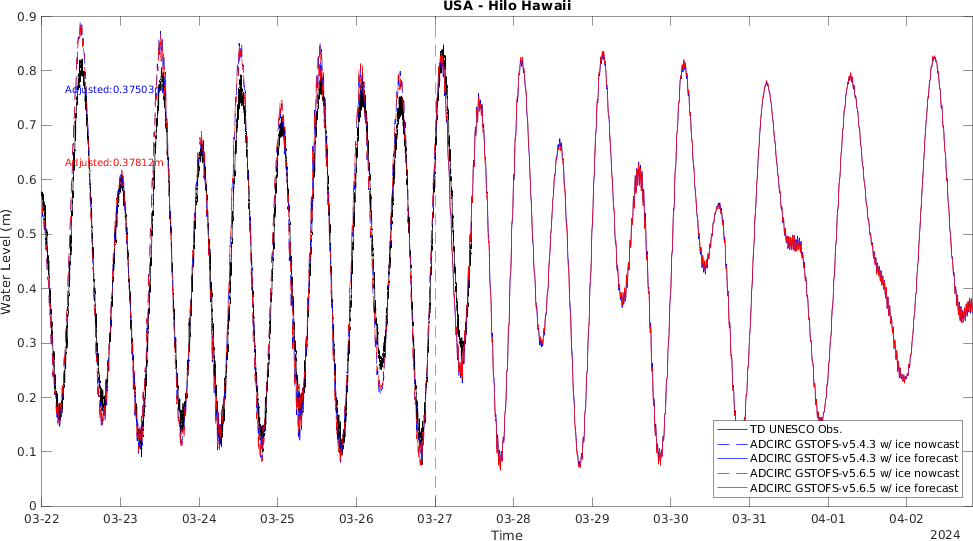 USA - Hilo Hawaii
0.9
0.8
0.7
0.6
0.5
0.4
0.3
0.2
0.1
0
Water Level (m)
Adjusted:0.37503m
Adjusted:0.37812m
TD UNESCO Obs.
ADCIRC GSTOFS-v5.4.3 w/ ice nowcast
ADCIRC GSTOFS-v5.4.3 w/ ice forecast
ADCIRC GSTOFS-v5.6.5 w/ ice nowcast
ADCIRC GSTOFS-v5.6.5 w/ ice forecast
03-22 03-23 03-24 03-25 03-26 03-27 03-28 03-29 03-30 03-31 04-01 04-02
Time
2024